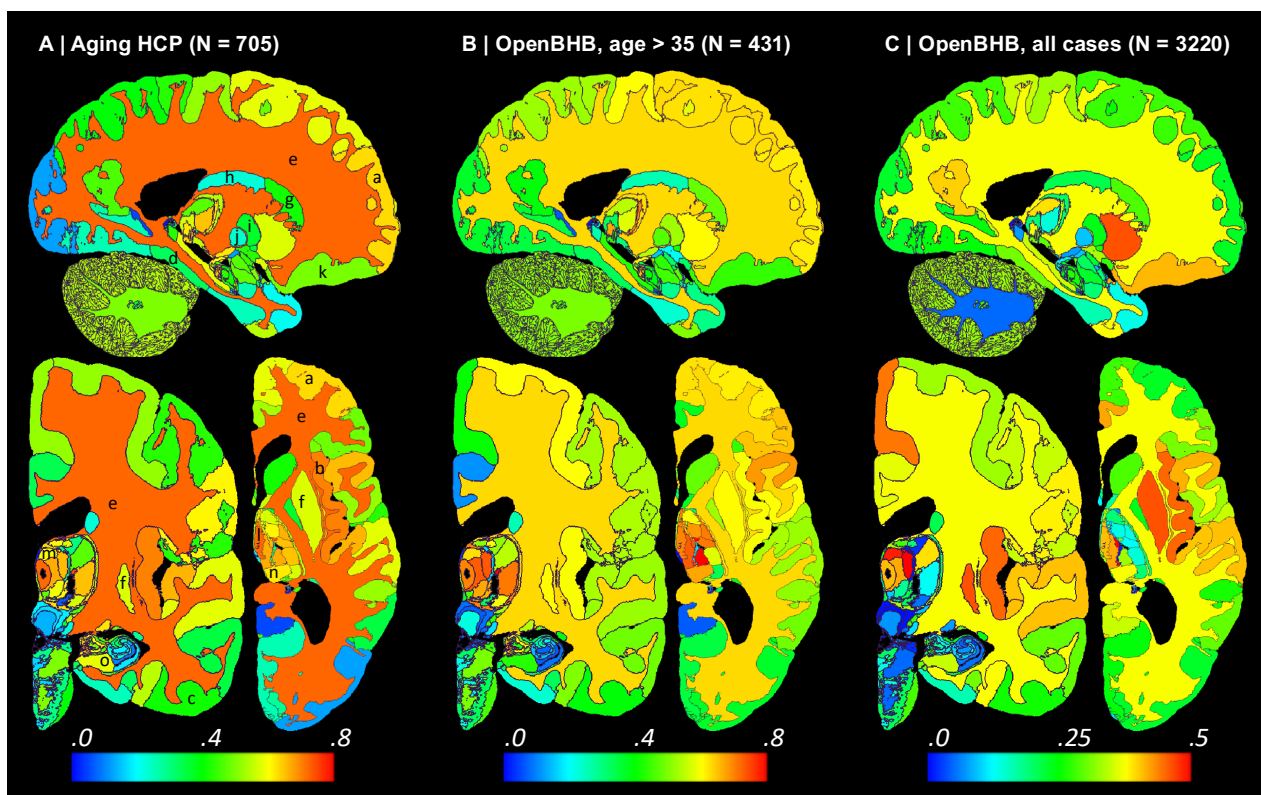 A | Aging HCP (N = 705)
B | OpenBHB, age > 35 (N = 431)
C | OpenBHB, all cases (N = 3220)
e
a
h
g
i
j
d
k
a
e
b
e
f
l
m
n
f
o
c
.0 .4 .8
.0 .4 .8
.0 .25 .5